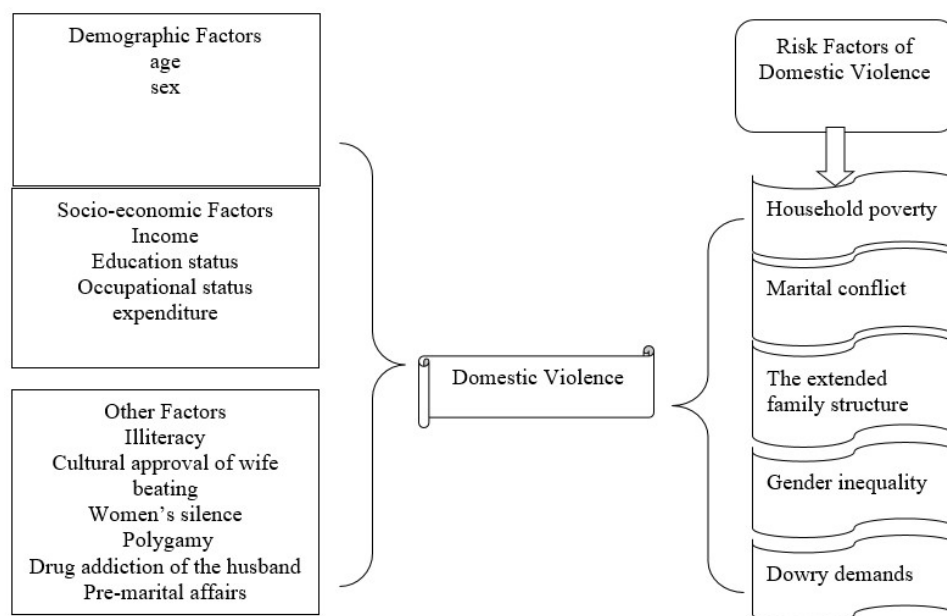 Demographic Factors
age
sex
Socio-economic Factors
Income
Education status
Occupational status
expenditure
Other Factors
Illiteracy
Cultural approval of wife
beating
Women's silence
Polygamy
Drug addiction of the husband
Pre-marital affairs
Domestic Violence
Risk Factors of
Domestic Violence
Household poverty
Marital conflict
The extended
family structure
Gender inequality
Dowry demands